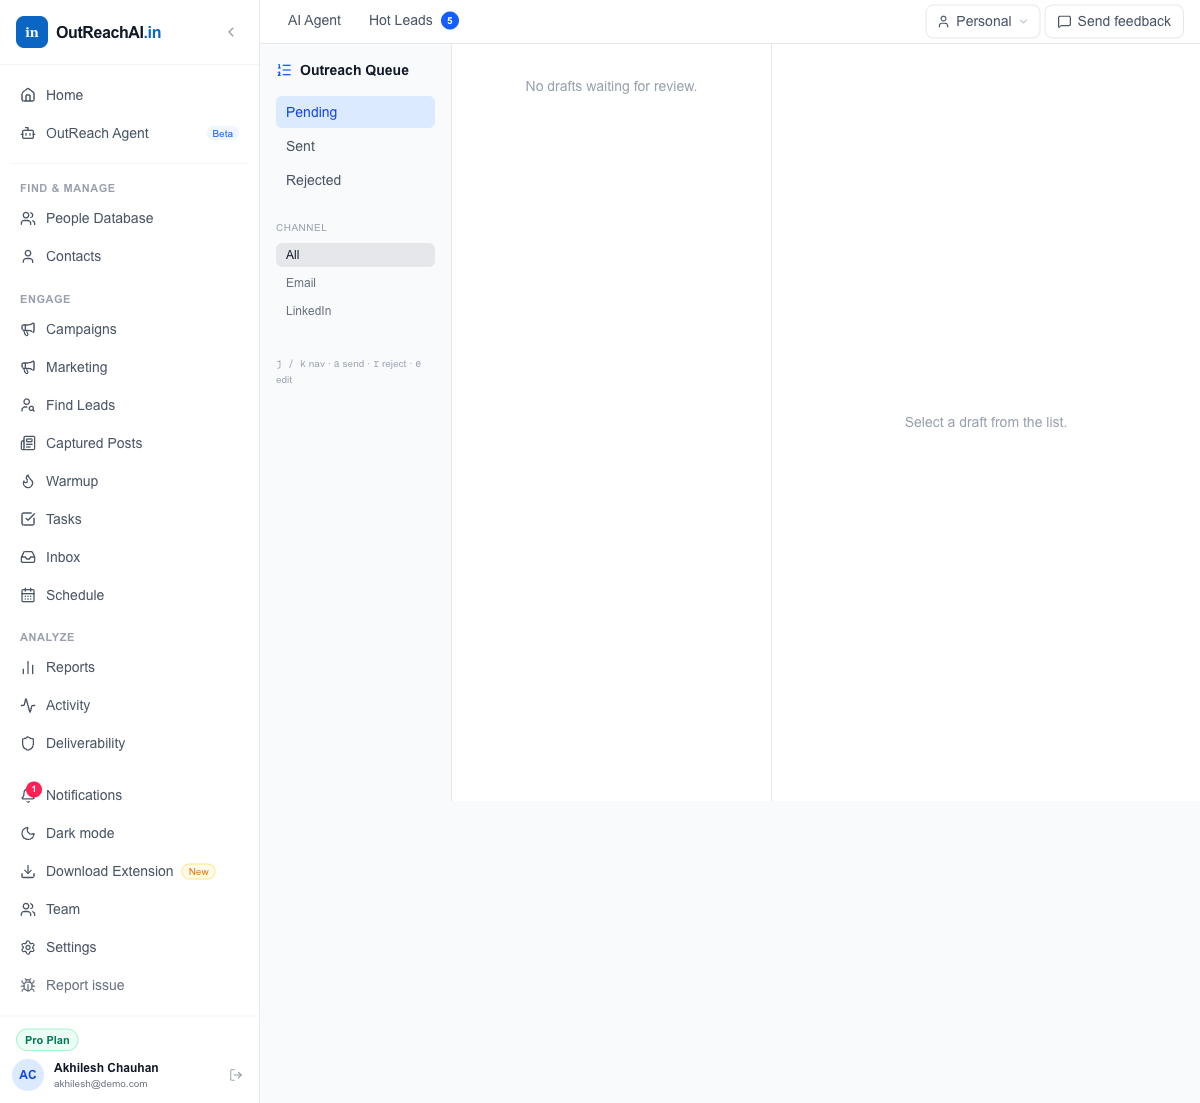 in OutReachAI.in
Home
OutReach Agent Beta
FIND & MANAGE
People Database
Contacts
ENGAGE
Campaigns
Marketing
Find Leads
Captured Posts
Warmup
Tasks
Inbox
Schedule
ANALYZE
Reports
Activity
Deliverability
1 Notifications
Dark mode
Download Extension New
Team
Settings
Report issue
Pro Plan
AC Akhilesh Chauhan
akhilesh@demo.com
AI Agent Hot Leads 5 Personal Send feedback
Outreach Queue
Pending
Sent
Rejected
CHANNEL
All
Email
LinkedIn
j / k nav · a send · r reject · e
edit
No drafts waiting for review.
Select a draft from the list.